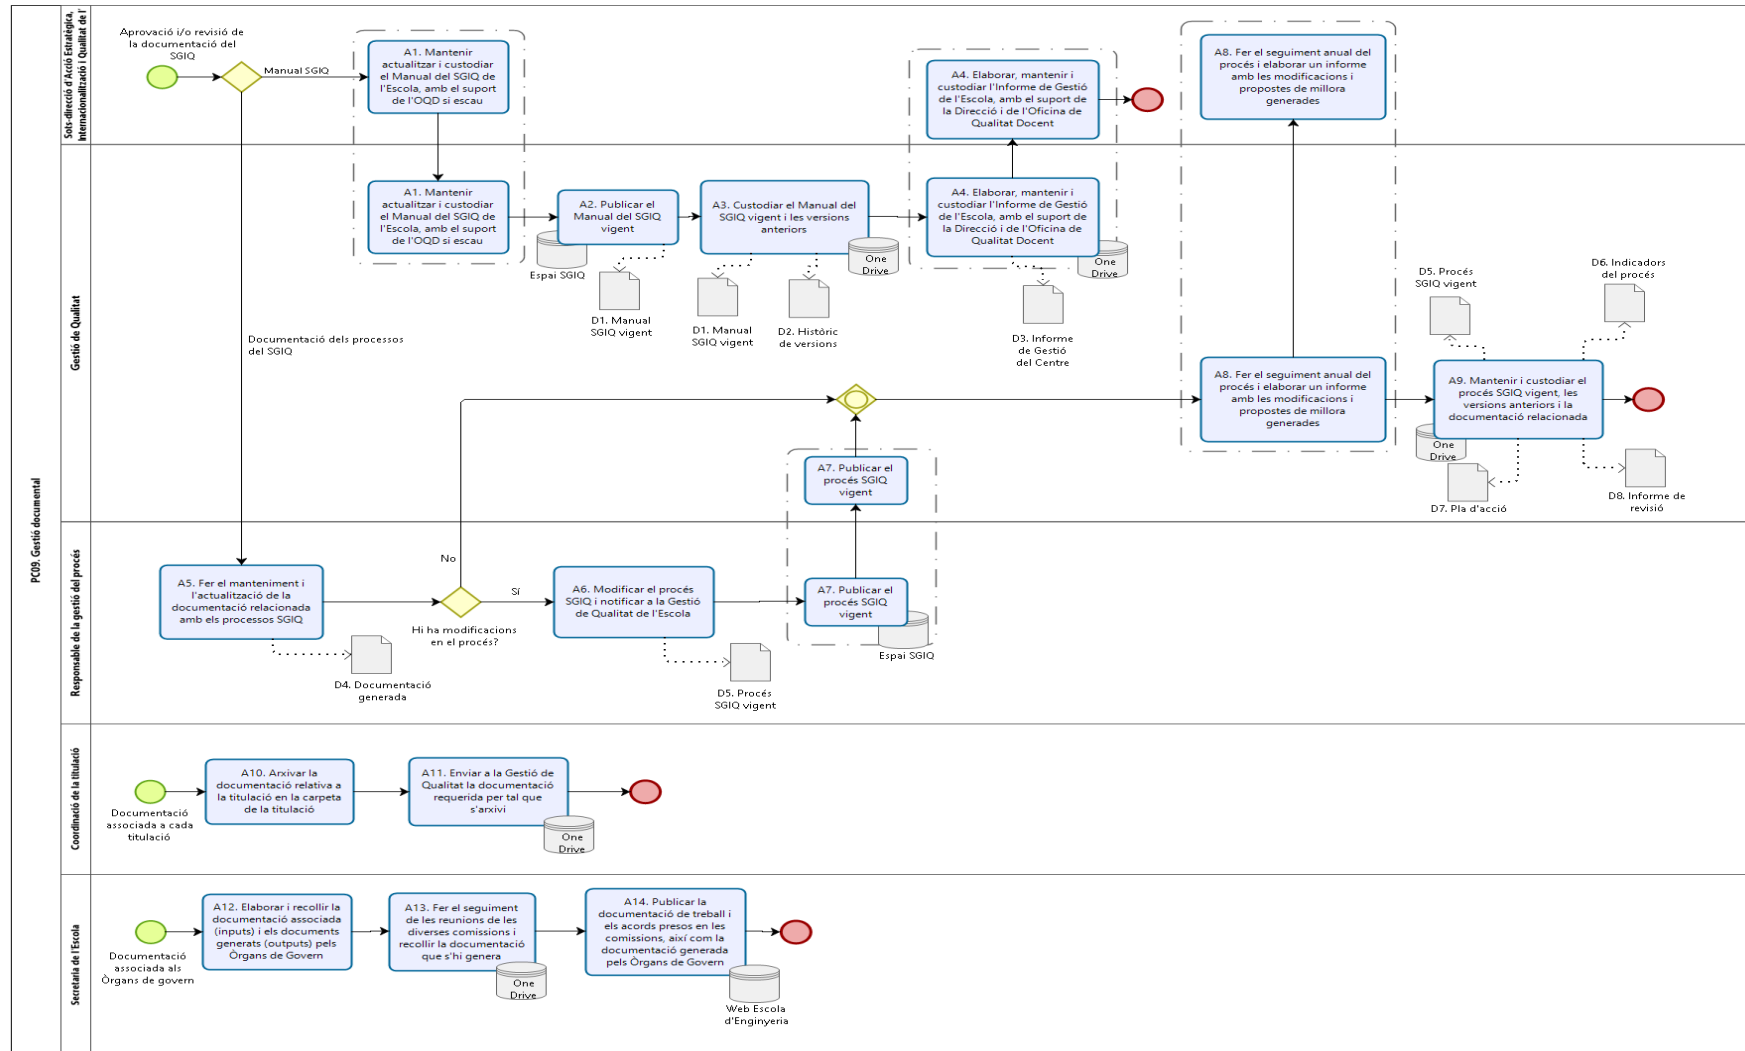 PC09. Gestió documental
Sots-direcció d'Acció Estratègica,
Internacionalització i Qualitat de l'
Aprovació i/o revisió de
la documentació del
SGIQ
Manual SGIQ
A1. Mantenir
actualitzar i custodiar
el Manual del SGIQ de
l'Escola, amb el suport
de l'OQD si escau
A4. Elaborar, mantenir i
custodiar l'Informe de Gestió
de l'Escola, amb el suport de
la Direcció i de l'Oficina de
Qualitat Docent
A8. Fer el seguiment anual del
procés i elaborar un informe
amb les modificacions i
propostes de millora
generades
Gestió de Qualitat
A1. Mantenir
actualitzar i custodiar
el Manual del SGIQ de
l'Escola, amb el suport
de l'OQD si escau
A2. Publicar el
Manual del SGIQ
vigent
Espai SGIQ
D1. Manual
SGIQ vigent
A3. Custodiar el Manual del
SGIQ vigent i les versions
anteriors
One
Drive
D1. Manual
SGIQ vigent
D2. Històric
de versions
A4. Elaborar, mantenir i
custodiar l'Informe de Gestió
de l'Escola, amb el suport de
la Direcció i de l'Oficina de
Qualitat Docent
One
Drive
D3. Informe
de Gestió
del Centre
Documentació dels processos
del SGIQ
A8. Fer el seguiment anual del
procés i elaborar un informe
amb les modificacions i
propostes de millora
generades
D5. Procés
SGIQ vigent
D6. Indicadors
del procés
A9. Mantenir i custodiar el
procés SGIQ vigent, les
versions anteriors i la
documentació relacionada
One
Drive
D7. Pla d'acció
D8. Informe de
revisió
A7. Publicar el
procés SGIQ
vigent
Responsable de la gestió del procés
A5. Fer el manteniment i
l'actualització de la
documentació relacionada
amb els processos SGIQ
D4. Documentació
generada
No
Sí
Hi ha modificacions
en el procés?
A6. Modificar el procés
SGIQ i notificar a la Gestió
de Qualitat de l'Escola
D5. Procés
SGIQ vigent
A7. Publicar el
procés SGIQ
vigent
Espai SGIQ
Coordinació de la titulació
Documentació
associada a cada
titulació
A10. Arxivar la
documentació relativa a
la titulació en la carpeta
de la titulació
A11. Enviar a la Gestió de
Qualitat la documentació
requerida per tal que
s'arxivi
One
Drive
Secretaria de l'Escola
Documentació
associada als
Òrgans de govern
A12. Elaborar i recollir la
documentació associada
(inputs) i els documents
generats (outputs) pels
Òrgans de Govern
A13. Fer el seguiment
de les reunions de les
diverses comissions i
recollir la documentació
que s'hi genera
One
Drive
A14. Publicar la
documentació de treball i
els acords presos en les
comissions, així com la
documentació generada
pels Òrgans de Govern
Web Escola
d'Enginyeria